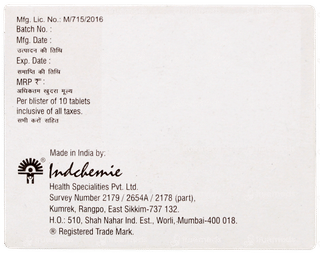 Mfg. Lic. No.: M/715/2016
Batch No. :
Mfg. Date :
उत्पादन की तिथि
Exp. Date :
समाप्ति की तिथि
MRP ₹ :
अधिकतम खुदरा मूल्य
Per blister of 10 tablets
inclusive of all taxes.
सभी करों सहित
Made in India by:
® Indchemie
Health Specialities Pvt. Ltd.
Survey Number 2179 / 2654A / 2178 (part),
Kumrek, Rangpo, East Sikkim-737 132.
H.O.: 510, Shah Nahar Ind. Est., Worli, Mumbai-400 018.
® Registered Trade Mark.